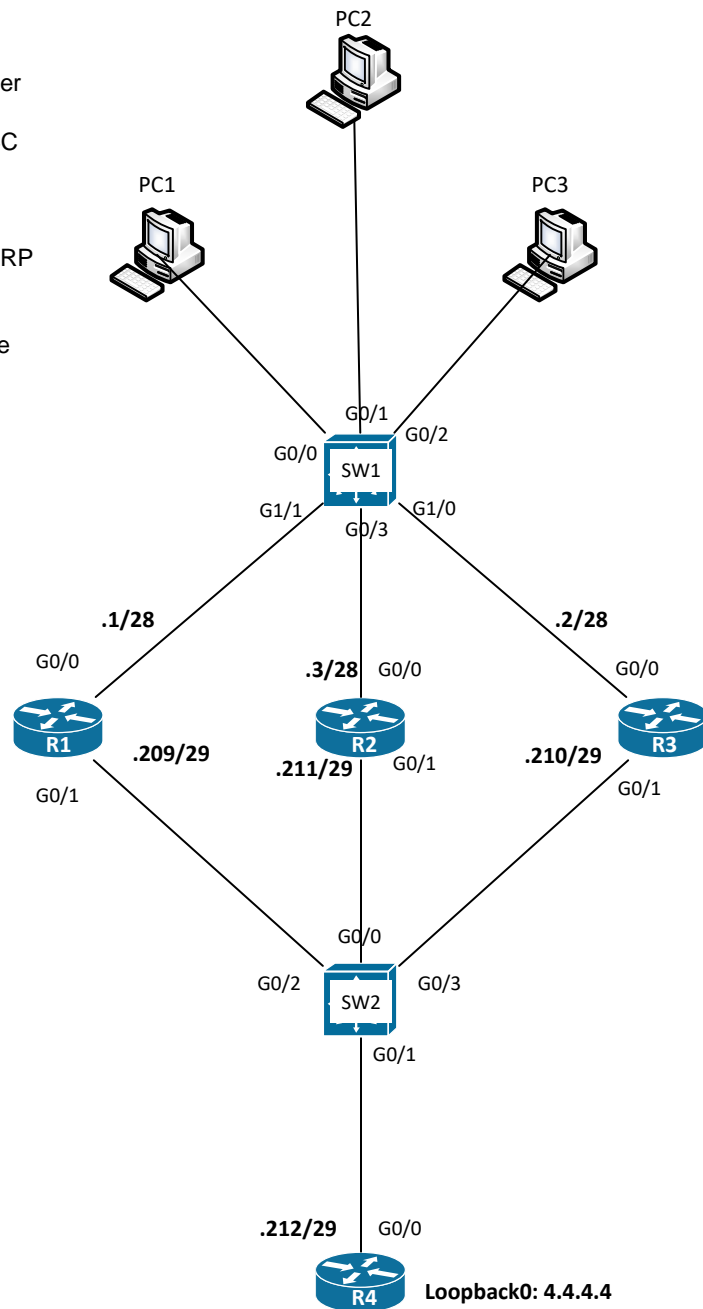 PC2
er
C
PC1
PC3
RP
e
G0/1
G0/2
G0/0
SW1
G1/1
G1/0
G0/3
.1/28
.2/28
G0/0
.3/28
G0/0
G0/0
R1
R2
R3
.209/29
.211/29
G0/1
.210/29
G0/1
G0/1
G0/0
G0/2
G0/3
SW2
G0/1
.212/29
G0/0
R4
Loopback0: 4.4.4.4